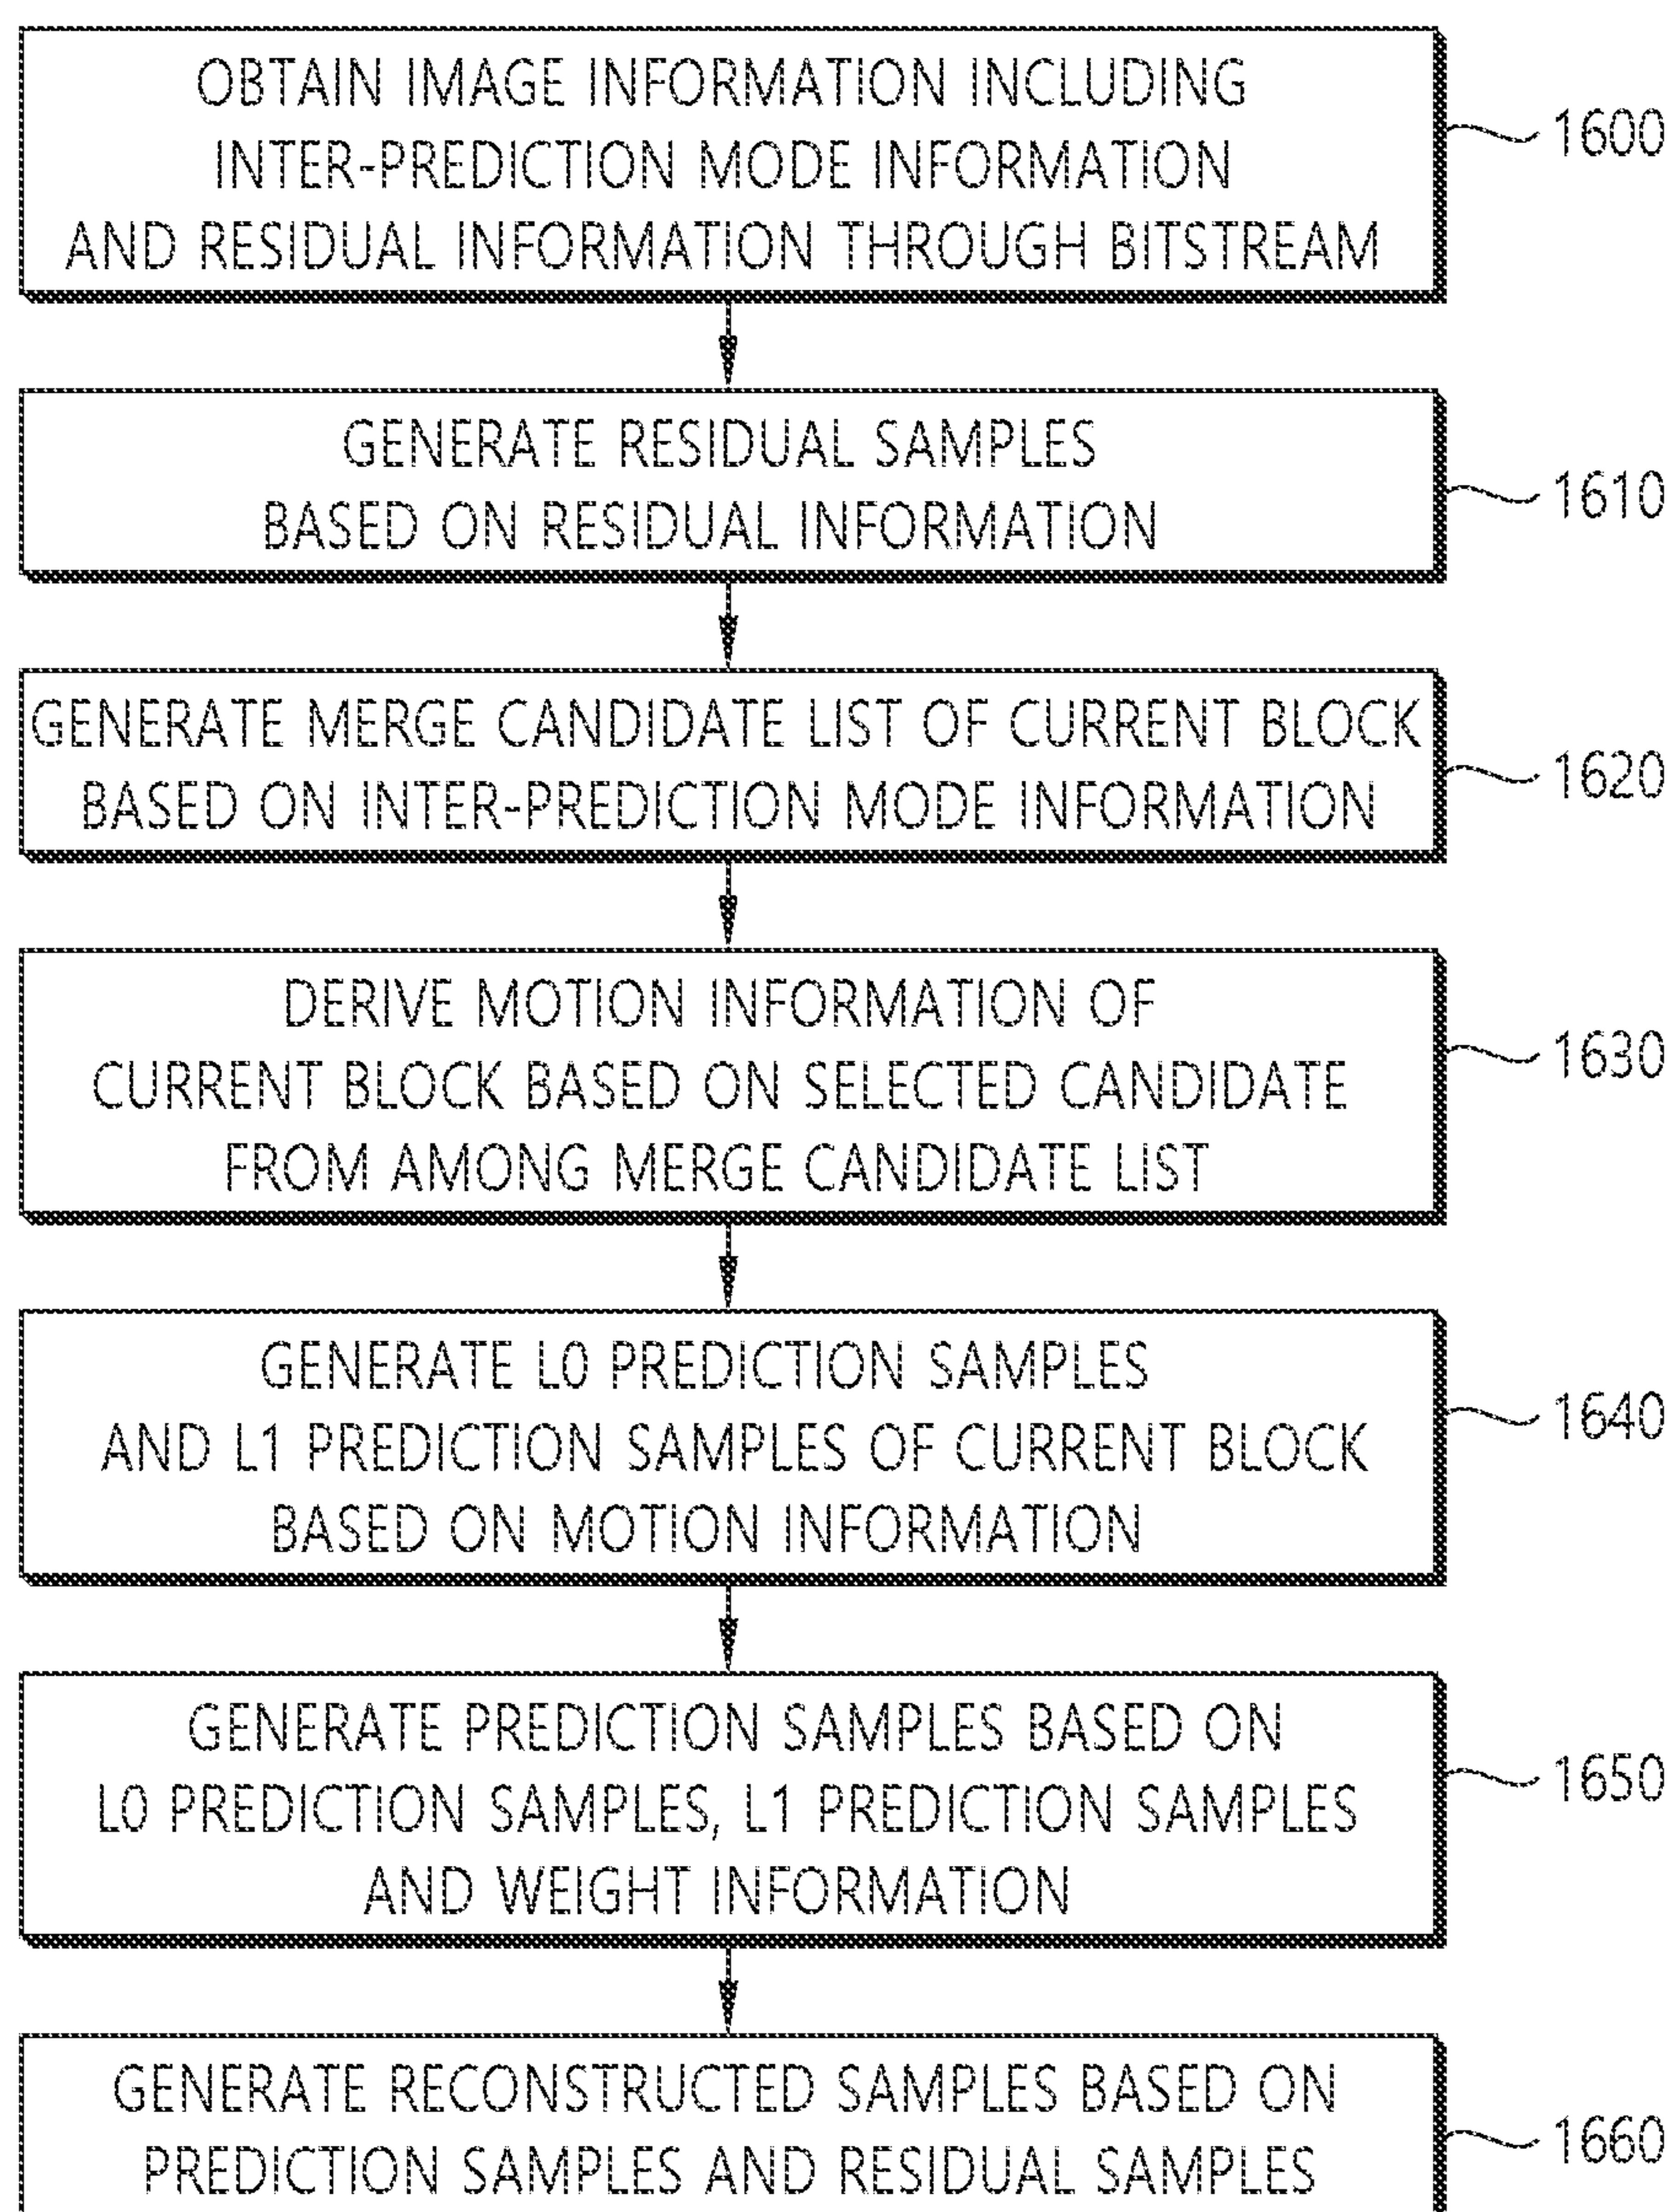 OBTAIN IMAGE INFORMATION INCLUDING
INTER-PREDICTION MODE INFORMATION
AND RESIDUAL INFORMATION THROUGH BITSTREAM
1600
GENERATE RESIDUAL SAMPLES
BASED ON RESIDUAL INFORMATION
1610
GENERATE MERGE CANDIDATE LIST OF CURRENT BLOCK
BASED ON INTER-PREDICTION MODE INFORMATION
1620
DERIVE MOTION INFORMATION OF
CURRENT BLOCK BASED ON SELECTED CANDIDATE
FROM AMONG MERGE CANDIDATE LIST
1630
GENERATE L0 PREDICTION SAMPLES
AND L1 PREDICTION SAMPLES OF CURRENT BLOCK
BASED ON MOTION INFORMATION
1640
GENERATE PREDICTION SAMPLES BASED ON
L0 PREDICTION SAMPLES, L1 PREDICTION SAMPLES
AND WEIGHT INFORMATION
1650
GENERATE RECONSTRUCTED SAMPLES BASED ON
PREDICTION SAMPLES AND RESIDUAL SAMPLES
1660